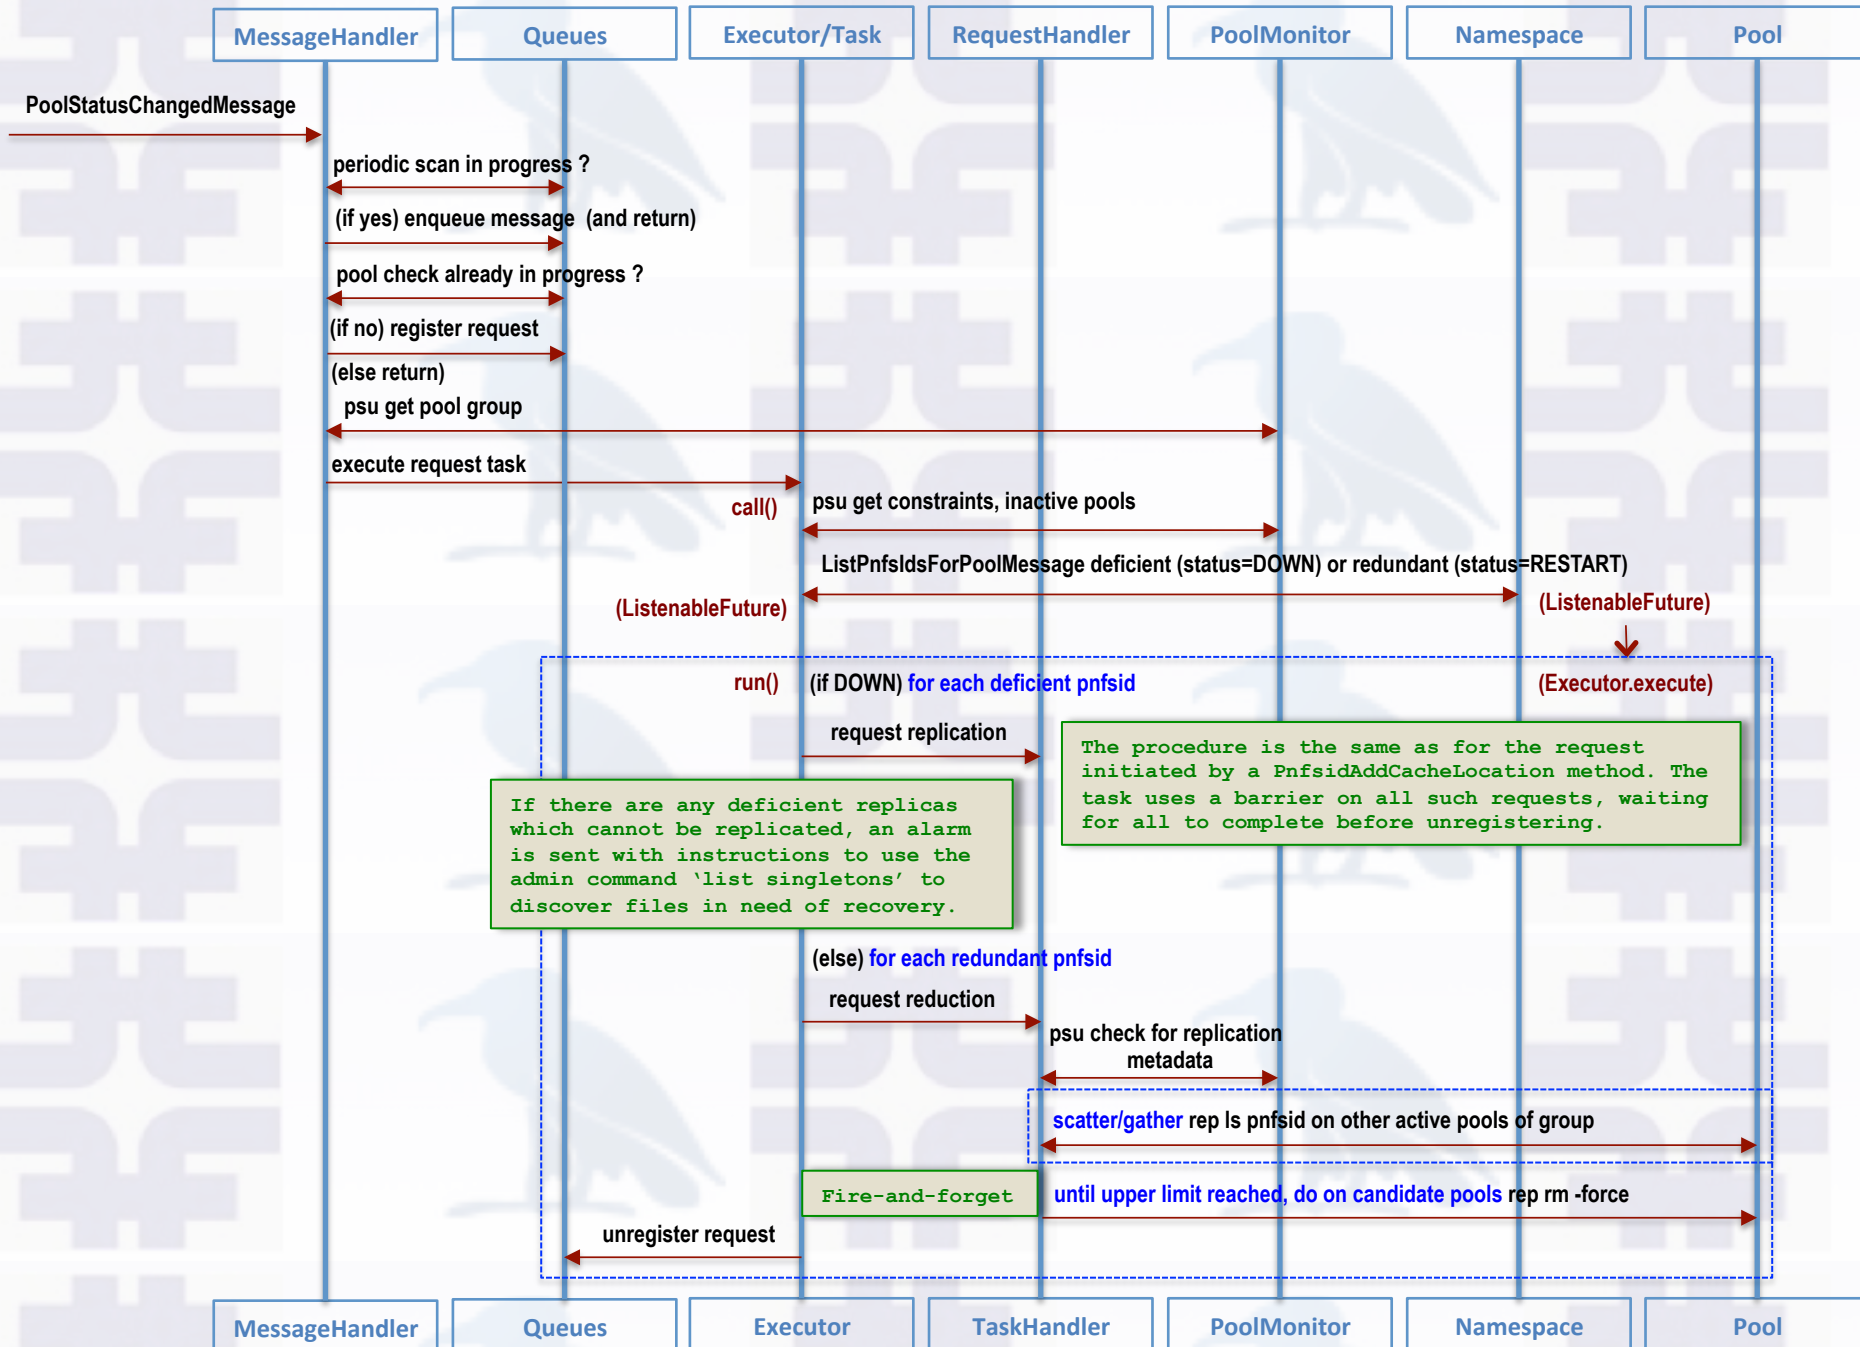 MessageHandler
Queues
Executor/Task
RequestHandler
PoolMonitor
Namespace
Pool
PoolStatusChangedMessage
periodic scan in progress ?
(if yes) enqueue message  (and return)
pool check already in progress ?
(if no) register request
(else return)
psu get pool group
execute request task
call()
psu get constraints, inactive pools
ListPnfsIdsForPoolMessage deficient (status=DOWN) or redundant (status=RESTART)
(ListenableFuture)
(ListenableFuture)
run()
(if DOWN) for each deficient pnfsid
(Executor.execute)
request replication
The procedure is the same as for the request
initiated by a PnfsidAddCacheLocation method. The
task uses a barrier on all such requests, waiting
for all to complete before unregistering.
If there are any deficient replicas
which cannot be replicated, an alarm
is sent with instructions to use the
admin command ‘list singletons’ to
discover files in need of recovery.
(else) for each redundant pnfsid
request reduction
psu check for replication
metadada
scatter/gather rep ls pnfsid on other active pools of group
Fire-and-forget
until upper limit reached, do on candidate pools rep rm -force
unregister request
MessageHandler
Queues
Executor
TaskHandler
PoolMonitor
Namespace
Pool